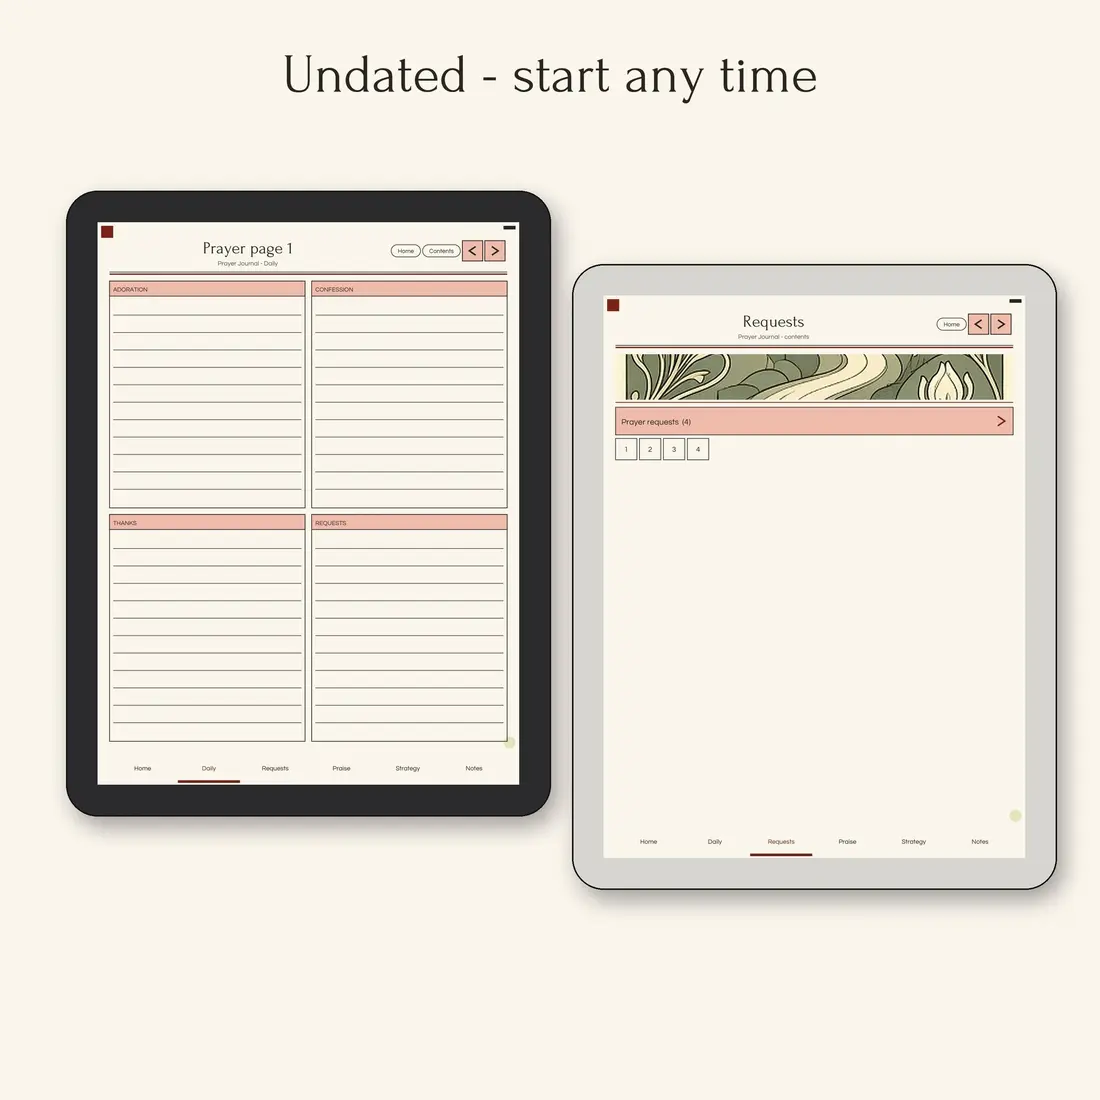 Undated - start any time
Prayer page 1
Prayer Journal - Daily
Home
Contents
<
>
ADORATION
CONFESSION
THANKS
REQUESTS
Home
Daily
Requests
Praise
Strategy
Notes
Requests
Prayer Journal - contents
Home
<
>
Prayer requests (4)
>
1
2
3
4
Home
Daily
Requests
Praise
Strategy
Notes